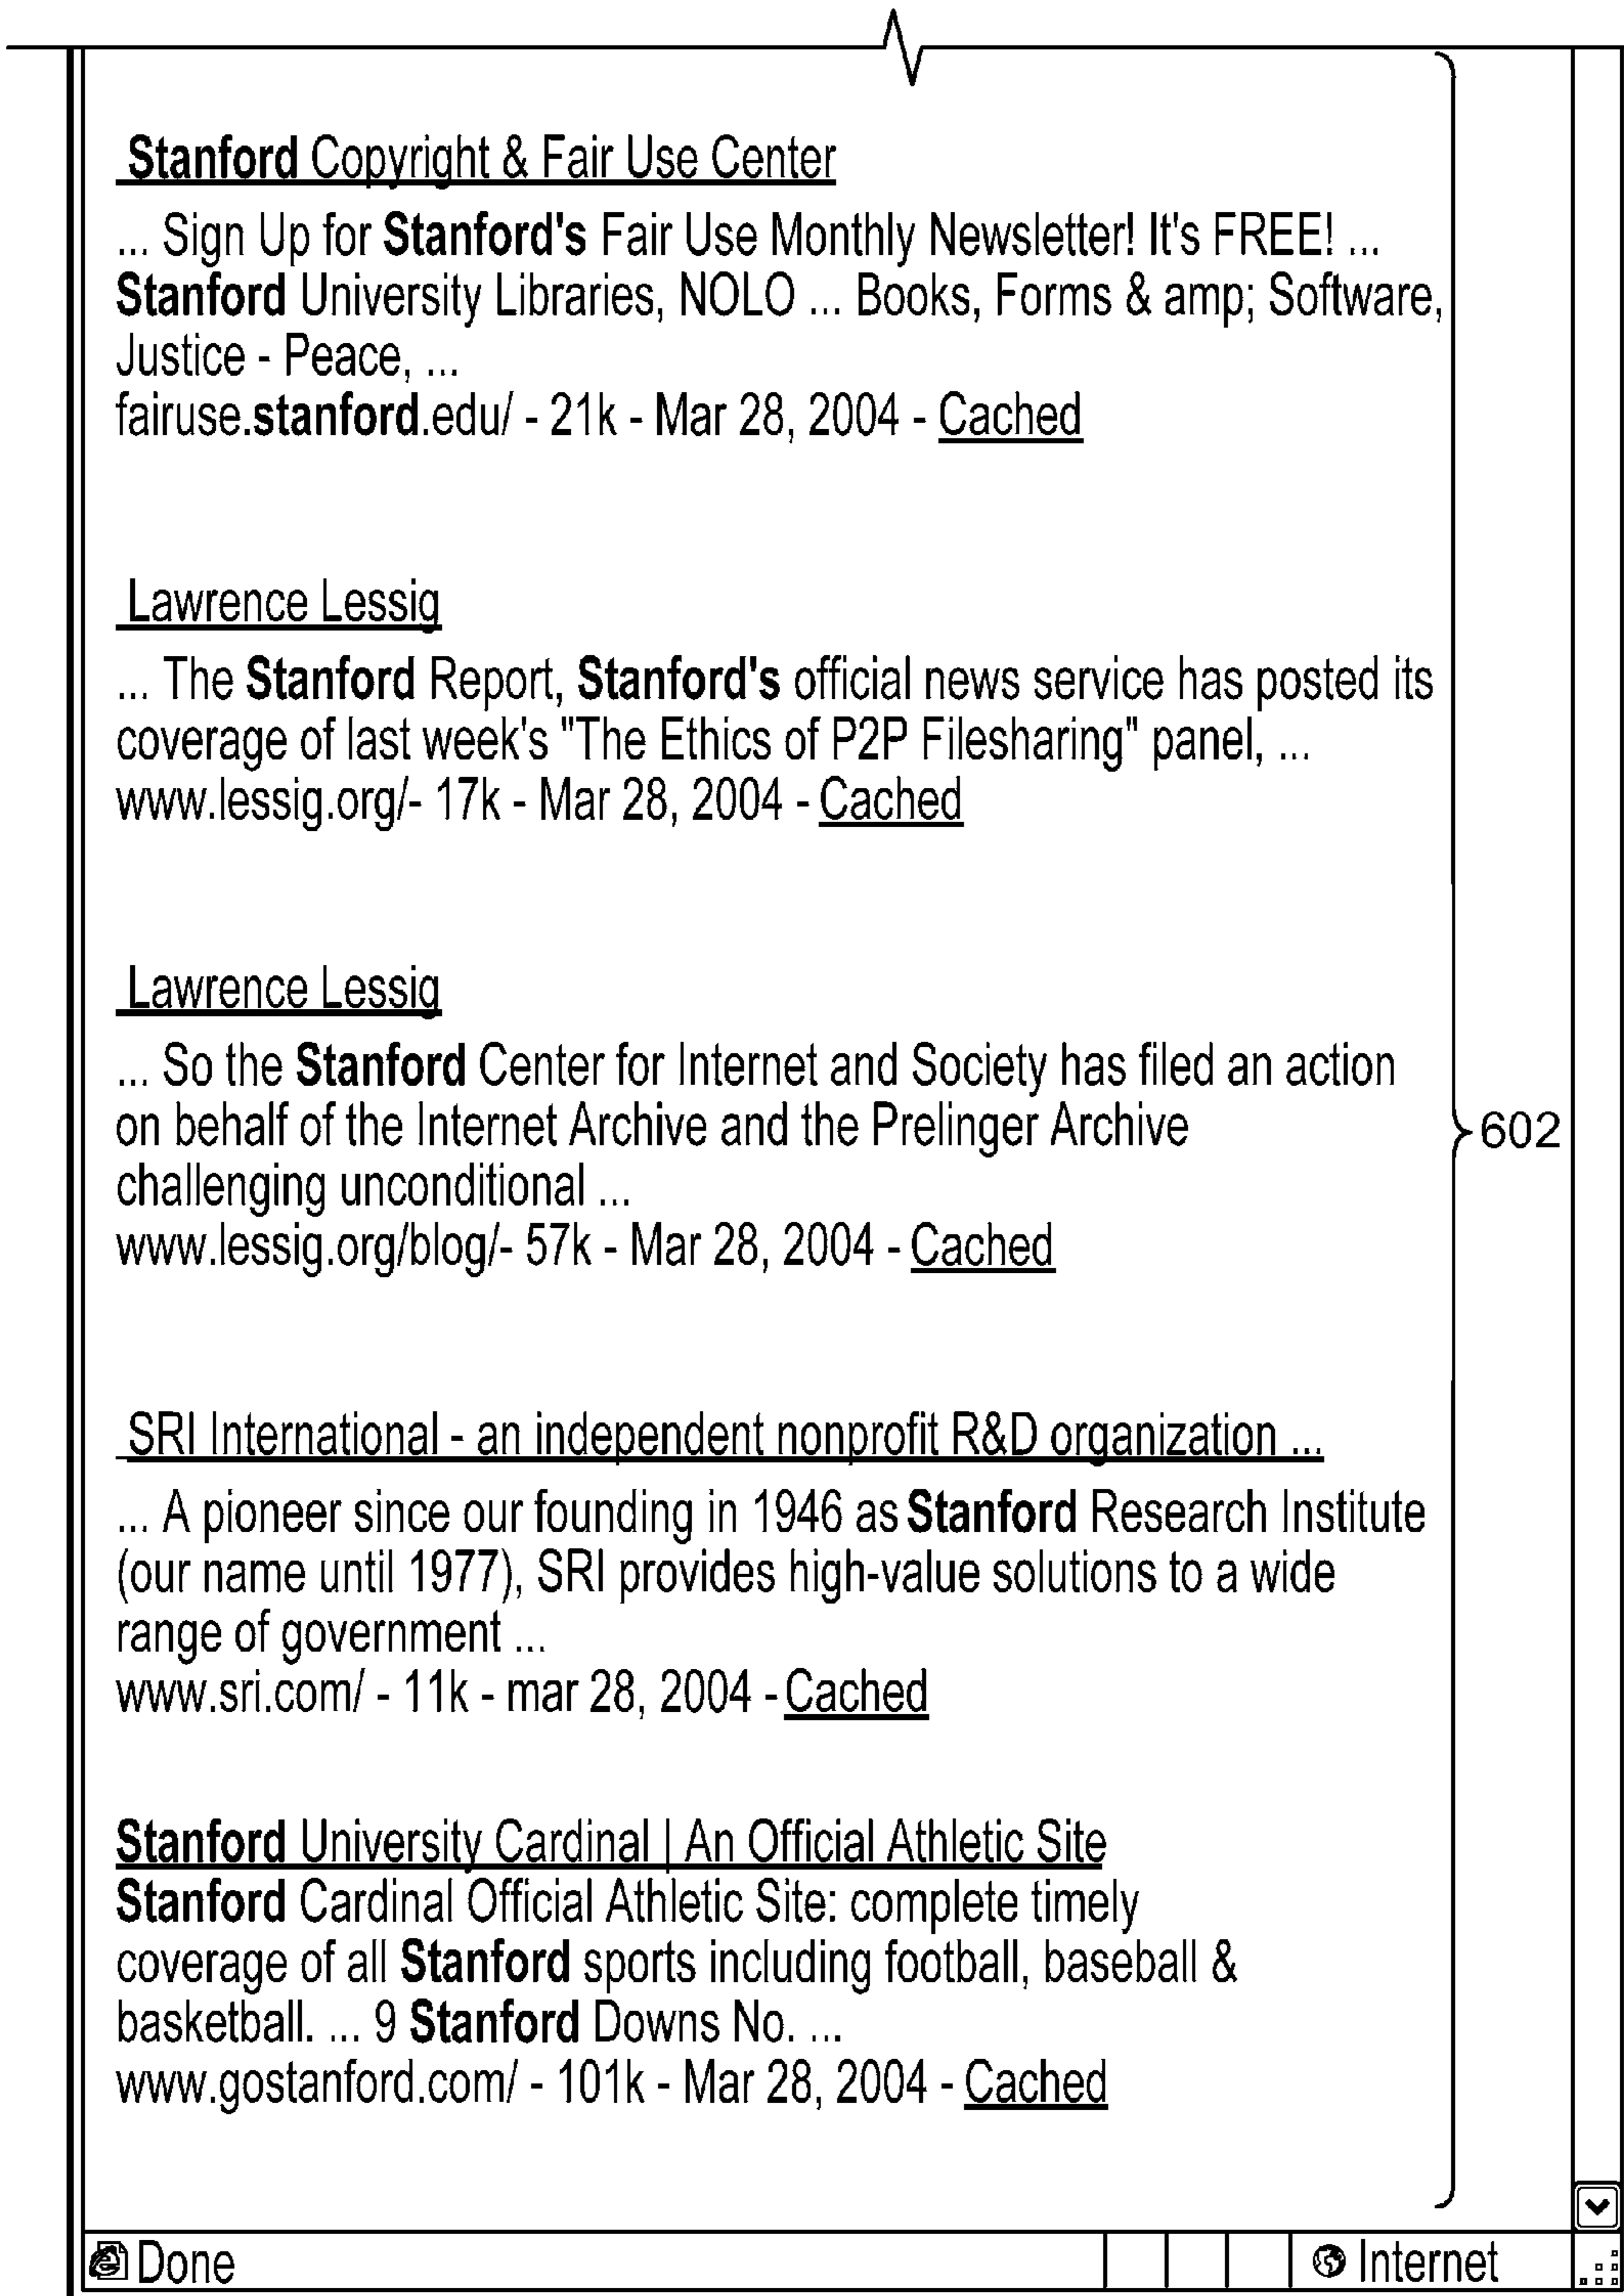 Stanford Copyright & Fair Use Center
... Sign Up for Stanford's Fair Use Monthly Newsletter! It's FREE! ...
Stanford University Libraries, NOLO ... Books, Forms & amp; Software,
Justice - Peace, ...
fairuse.stanford.edu/ - 21k - Mar 28, 2004 - Cached
Lawrence Lessig
... The Stanford Report, Stanford's official news service has posted its
coverage of last week's "The Ethics of P2P Filesharing" panel, ...
www.lessig.org/- 17k - Mar 28, 2004 - Cached
Lawrence Lessig
... So the Stanford Center for Internet and Society has filed an action
on behalf of the Internet Archive and the Prelinger Archive
challenging unconditional ...
www.lessig.org/blog/- 57k - Mar 28, 2004 - Cached
602
SRI International - an independent nonprofit R&D organization ...
... A pioneer since our founding in 1946 as Stanford Research Institute
(our name until 1977), SRI provides high-value solutions to a wide
range of government ...
www.sri.com/ - 11k - mar 28, 2004 - Cached
Stanford University Cardinal | An Official Athletic Site
Stanford Cardinal Official Athletic Site: complete timely
coverage of all Stanford sports including football, baseball &
basketball. ... 9 Stanford Downs No. ...
www.gostanford.com/ - 101k - Mar 28, 2004 - Cached
Done
Internet